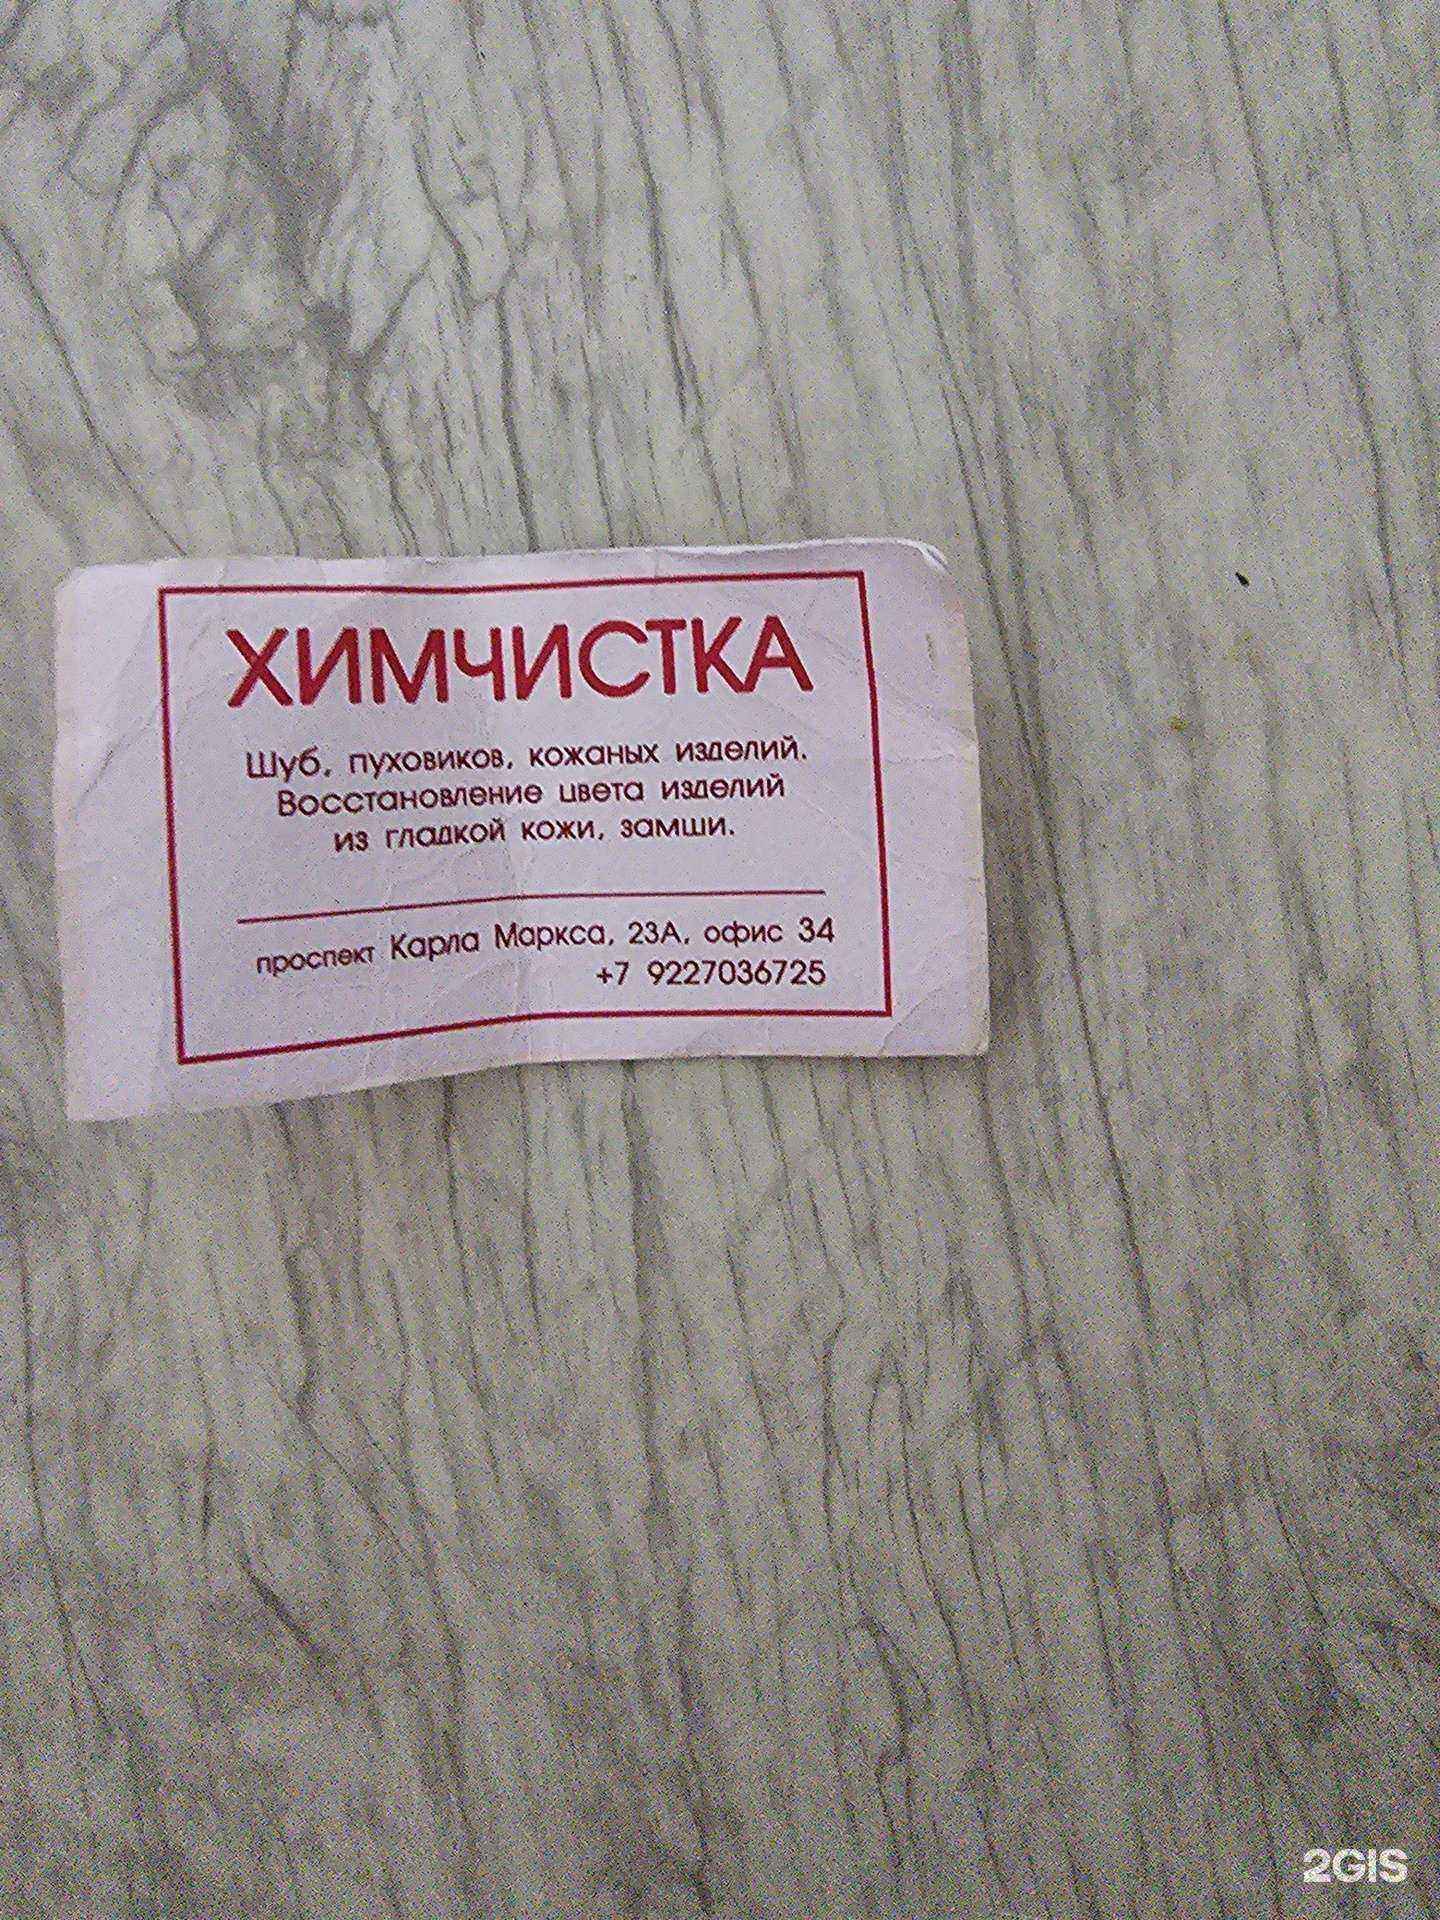 ХИМЧИСТКА
Шуб, пуховиков, кожаных изделий.
Восстановление цвета изделий
из гладкой кожи, замши.
проспект Карла Маркса, 23А, офис 34
+7 9227036725
2GIS